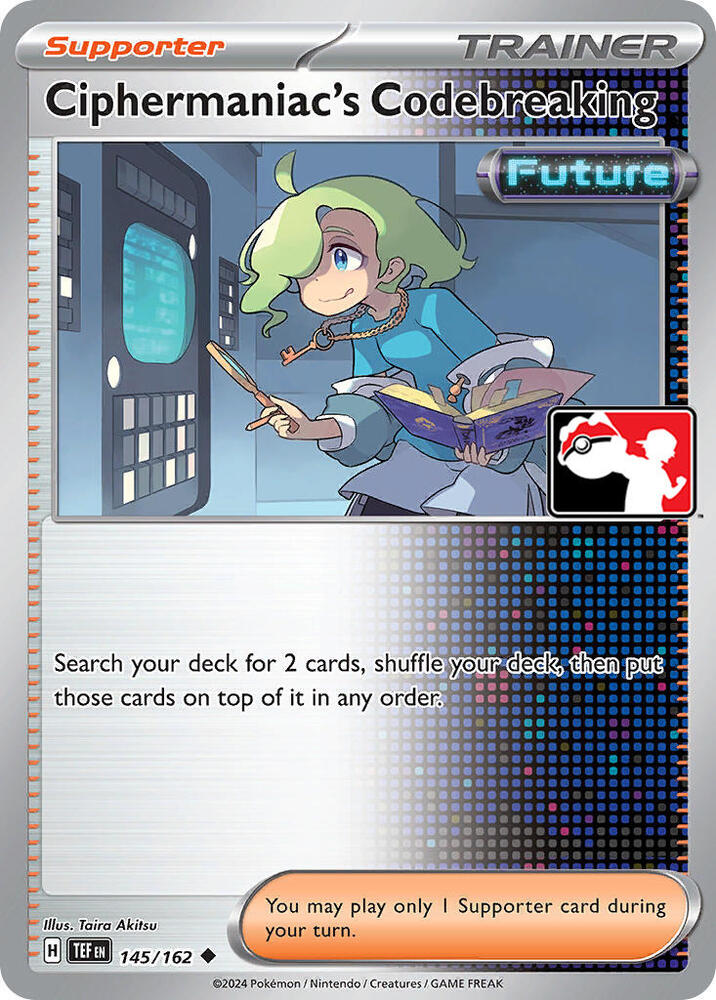 Supporter
TRAINER
Ciphermaniac's Codebreaking
Future
Search your deck for 2 cards, shuffle your deck, then put
those cards on top of it in any order.
You may play only 1 Supporter card during
your turn.
Illus. Taira Akitsu
H TEF EN 145/162 ◆
©2024 Pokémon / Nintendo / Creatures / GAME FREAK